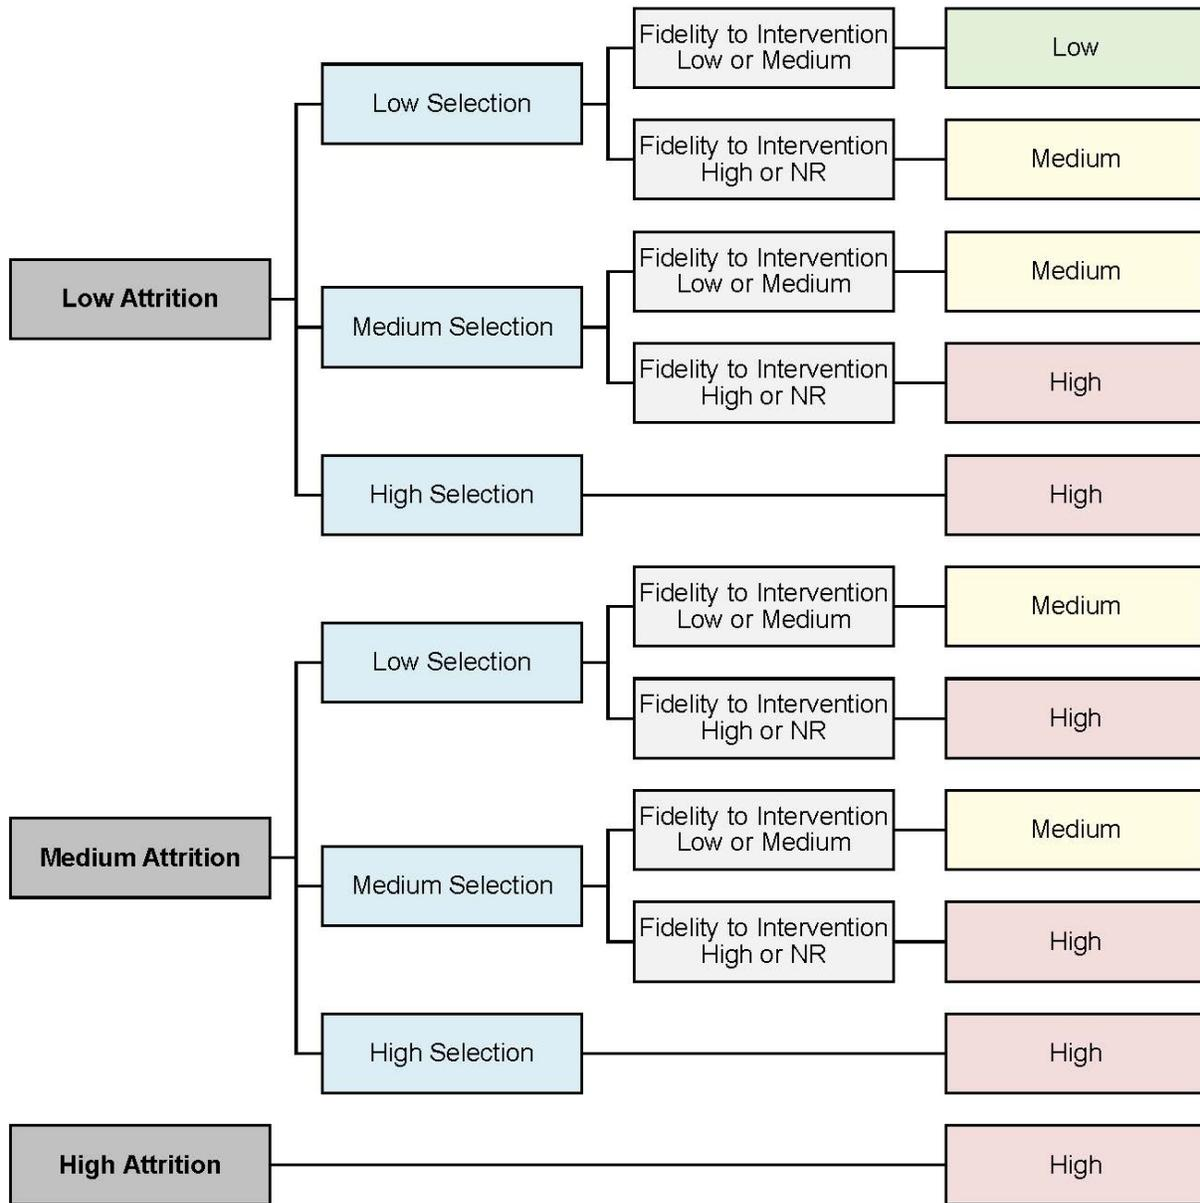 Fidelity to Intervention
Low or Medium
Low
Low Selection
Fidelity to Intervention
High or NR
Medium
Fidelity to Intervention
Low or Medium
Medium
Low Attrition
Medium Selection
Fidelity to Intervention
High or NR
High
High Selection
High
Fidelity to Intervention
Low or Medium
Medium
Low Selection
Fidelity to Intervention
High or NR
High
Fidelity to Intervention
Low or Medium
Medium
Medium Attrition
Medium Selection
Fidelity to Intervention
High or NR
High
High Selection
High
High Attrition
High